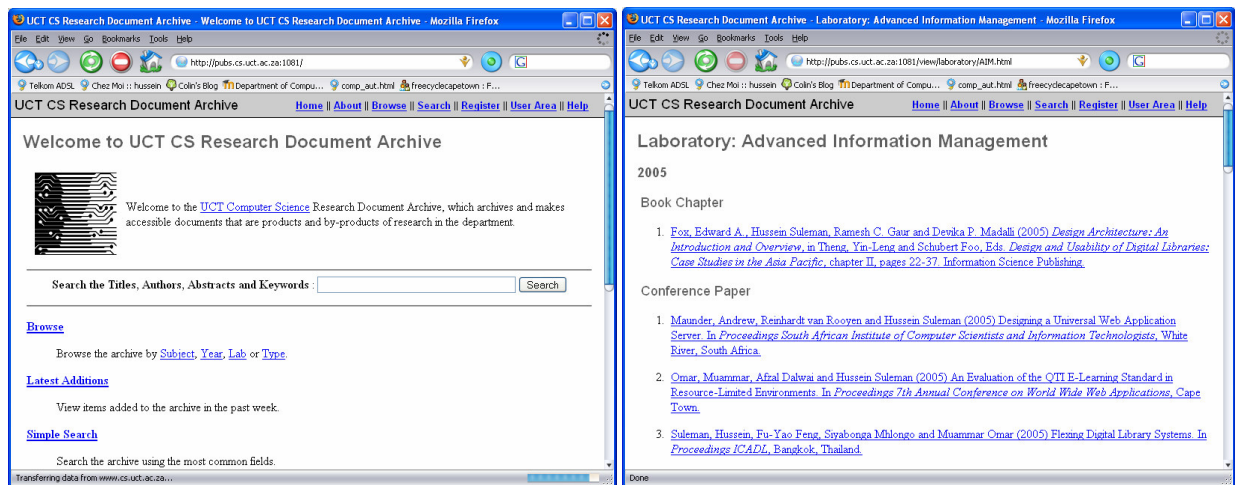 UCT CS Research Document Archive - Welcome to UCT CS Research Document Archive - Mozilla Firefox
File Edit View Go Bookmarks Tools Help
http://pubs.cs.uct.ac.za:1081/
G
Telkom ADSL Chez Moi :: hussein Colin's Blog Department of Compu... comp_aut.html freecyclecapetown : F...
UCT CS Research Document Archive
Home || About || Browse || Search || Register || User Area || Help
Welcome to UCT CS Research Document Archive
Welcome to the UCT Computer Science Research Document Archive, which archives and makes
accessible documents that are products and by-products of research in the department.
Search the Titles, Authors, Abstracts and Keywords : Search
Browse
Browse the archive by Subject, Year, Lab or Type.
Latest Additions
View items added to the archive in the past week.
Simple Search
Search the archive using the most common fields.
Transferring data from www.cs.uct.ac.za...
UCT CS Research Document Archive - Laboratory: Advanced Information Management - Mozilla Firefox
File Edit View Go Bookmarks Tools Help
http://pubs.cs.uct.ac.za:1081/view/laboratory/AIM.html
G
Telkom ADSL Chez Moi :: hussein Colin's Blog Department of Compu... comp_aut.html freecyclecapetown : F...
UCT CS Research Document Archive
Home || About || Browse || Search || Register || User Area || Help
Laboratory: Advanced Information Management
2005
Book Chapter
1. Fox, Edward A., Hussein Suleman, Ramesh C. Gaur and Devika P. Madalli (2005) Design Architecture: An
Introduction and Overview, in Theng, Yin-Leng and Schubert Foo, Eds. Design and Usability of Digital Libraries:
Case Studies in the Asia Pacific, chapter II, pages 22-37. Information Science Publishing.
Conference Paper
1. Maunder, Andrew, Reinhardt van Rooyen and Hussein Suleman (2005) Designing a Universal Web Application
Server. In Proceedings South African Institute of Computer Scientists and Information Technologists, White
River, South Africa.
2. Omar, Muammar, Afzal Dalwai and Hussein Suleman (2005) An Evaluation of the QTI E-Learning Standard in
Resource-Limited Environments. In Proceedings 7th Annual Conference on World Wide Web Applications, Cape
Town.
3. Suleman, Hussein, Fu-Yao Feng, Siyabonga Mhlongo and Muammar Omar (2005) Flexing Digital Library Systems. In
Proceedings ICADL, Bangkok, Thailand.
Done